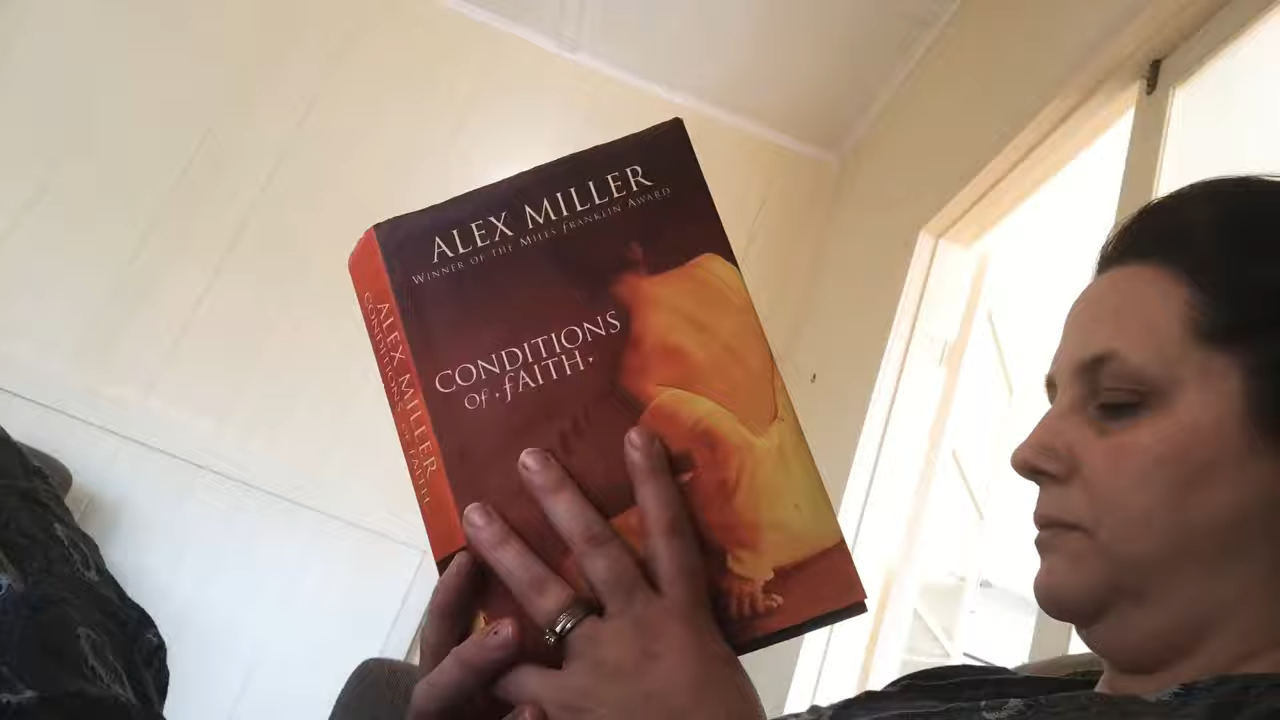 ALEX MILLER
WINNER OF THE MILES FRANKLIN AWARD
CONDITIONS
OF FAITH
ALEX MILLER
CONDITIONS OF FAITH